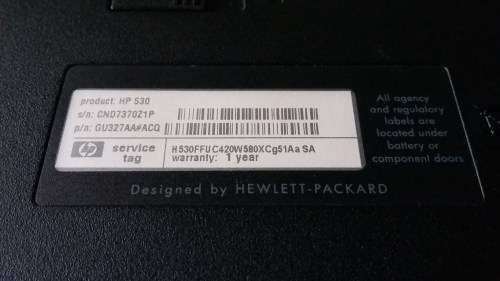 product: HP 530
s/n: CND7370Z1P
p/n: GU327AA#ACQ
hp
service
tag
H530FFUC420W580XCg51Aa SA
warranty: 1 year
All agency
and regulatory
labels are
located under
battery or
component doors
Designed by HEWLETT-PACKARD